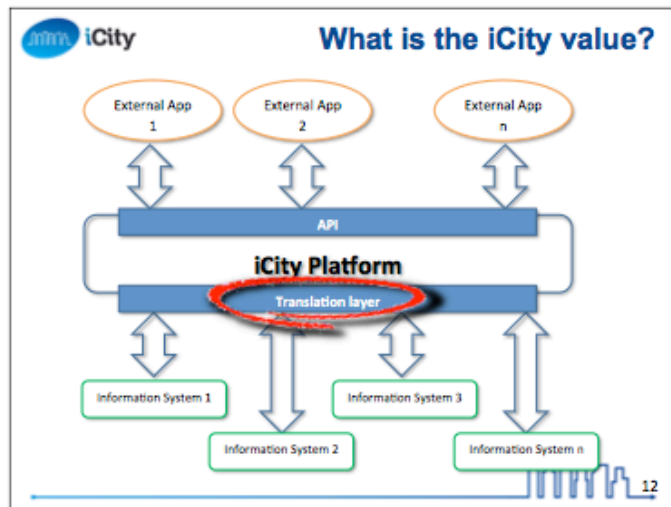 iCity
What is the iCity value?
External App
1
External App
2
External App
n
API
iCity Platform
Translation layer
Information System 1
Information System 3
Information System 2
Information System n
12